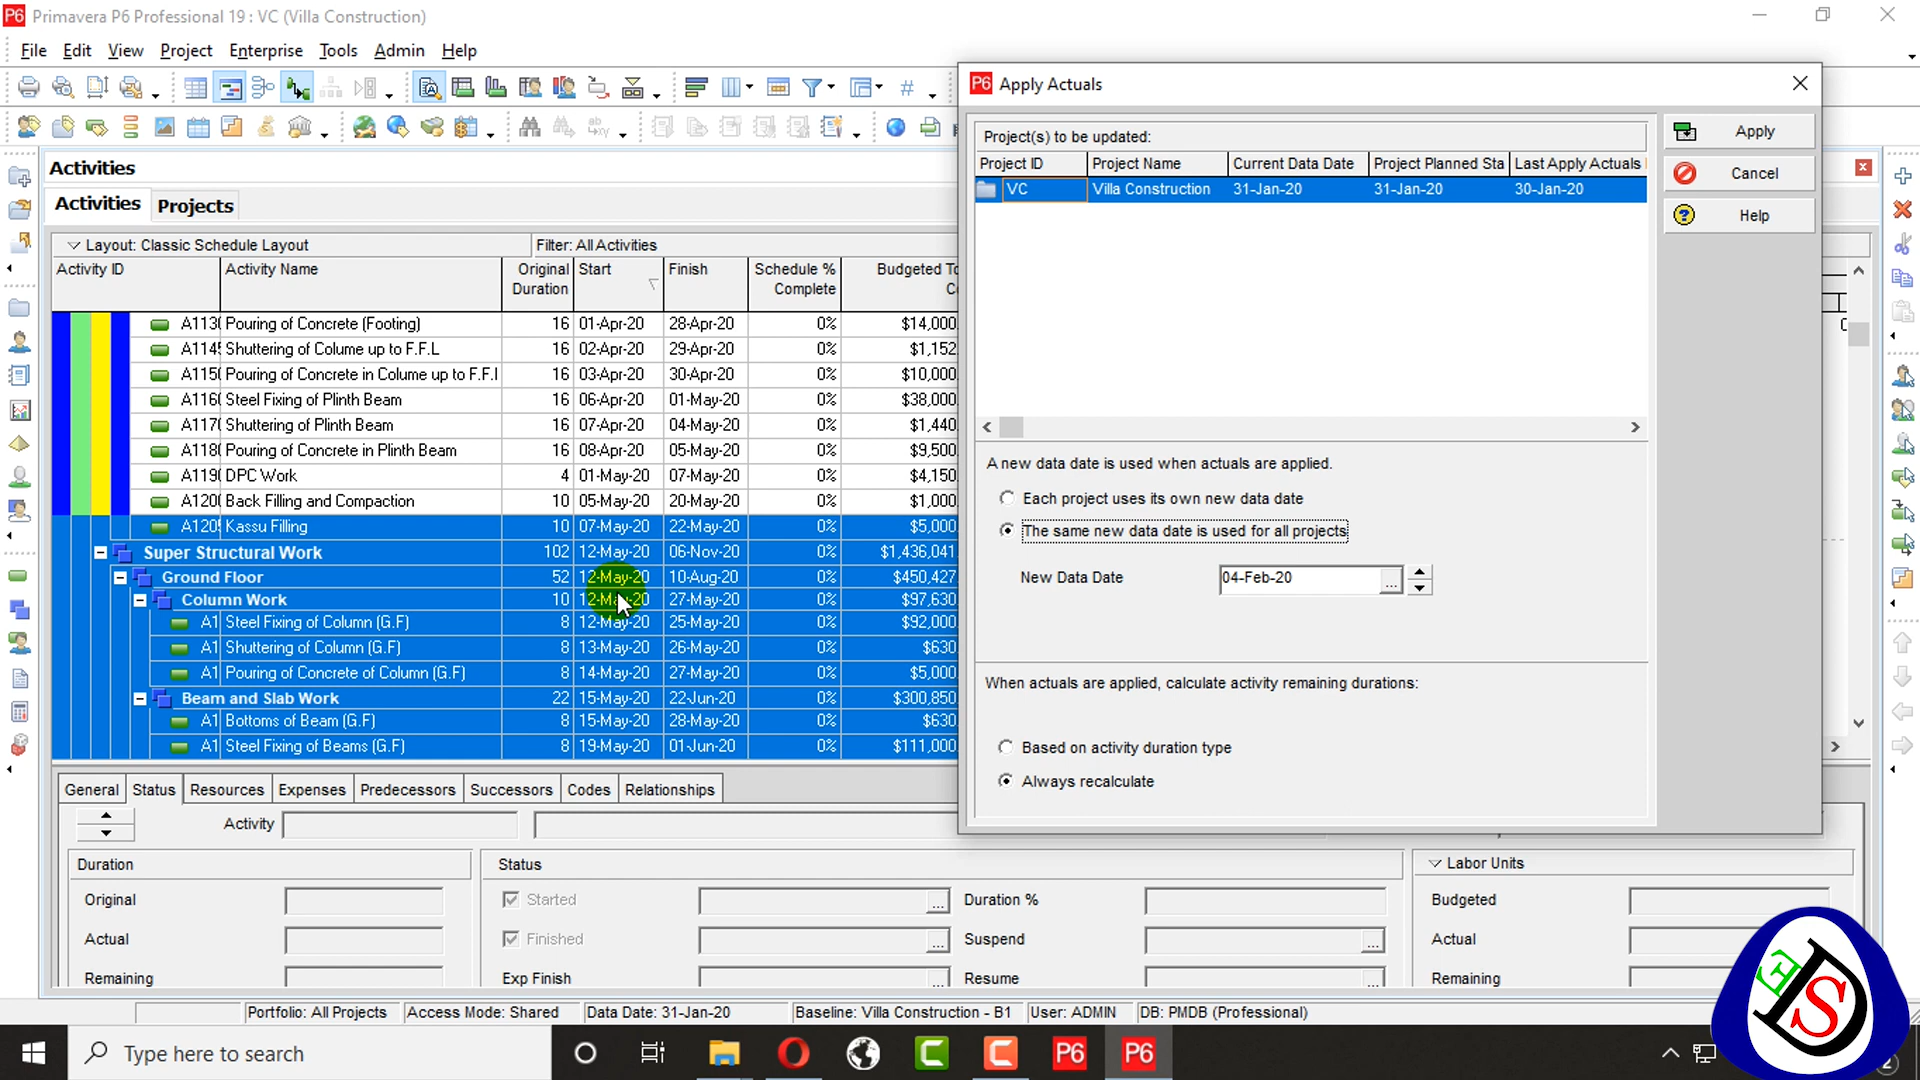 Primavera P6 Professional 19 : VC (Villa Construction)
File Edit View Project Enterprise Tools Admin Help
Activities
Activities Projects
Layout: Classic Schedule Layout Filter: All Activities
Activity ID Activity Name Original Duration Start Finish Schedule % Complete Budgeted To
A113 Pouring of Concrete (Footing) 16 01-Apr-20 28-Apr-20 0% $14,000.
A114 Shuttering of Colume up to F.F.L 16 02-Apr-20 29-Apr-20 0% $1,152.
A115 Pouring of Concrete in Colume up to F.F.I 16 03-Apr-20 30-Apr-20 0% $10,000.
A116 Steel Fixing of Plinth Beam 16 06-Apr-20 01-May-20 0% $38,000.
A117 Shuttering of Plinth Beam 16 07-Apr-20 04-May-20 0% $1,440.
A118 Pouring of Concrete in Plinth Beam 16 08-Apr-20 05-May-20 0% $9,500.
A119 DPC Work 4 01-May-20 07-May-20 0% $4,150.
A120 Back Filling and Compaction 10 05-May-20 20-May-20 0% $1,000.
A120 Kassu Filling 10 07-May-20 22-May-20 0% $5,000.
Super Structural Work 102 12-May-20 06-Nov-20 0% $1,436,041.
Ground Floor 52 12-May-20 10-Aug-20 0% $450,427.
Column Work 10 12-May-20 27-May-20 0% $97,630.
A1 Steel Fixing of Column (G.F) 8 12-May-20 25-May-20 0% $92,000.
A1 Shuttering of Column (G.F) 8 13-May-20 26-May-20 0% $630.
A1 Pouring of Concrete of Column (G.F) 8 14-May-20 27-May-20 0% $5,000.
Beam and Slab Work 22 15-May-20 22-Jun-20 0% $300,850.
A1 Bottoms of Beam (G.F) 8 15-May-20 28-May-20 0% $630.
A1 Steel Fixing of Beams (G.F) 8 19-May-20 01-Jun-20 0% $111,000.
General Status Resources Expenses Predecessors Successors Codes Relationships
Activity
Duration Status Labor Units
Original Started Duration % Budgeted
Actual Finished Suspend Actual
Remaining Exp Finish Resume Remaining
Apply Actuals
Project(s) to be updated:
Project ID Project Name Current Data Date Project Planned Sta Last Apply Actuals
VC Villa Construction 31-Jan-20 31-Jan-20 30-Jan-20
Apply
Cancel
Help
A new data date is used when actuals are applied.
Each project uses its own new data date
The same new data date is used for all projects
New Data Date 04-Feb-20 ...
When actuals are applied, calculate activity remaining durations:
Based on activity duration type
Always recalculate
Portfolio: All Projects Access Mode: Shared Data Date: 31-Jan-20 Baseline: Villa Construction - B1 User: ADMIN DB: PMDB (Professional)
Type here to search